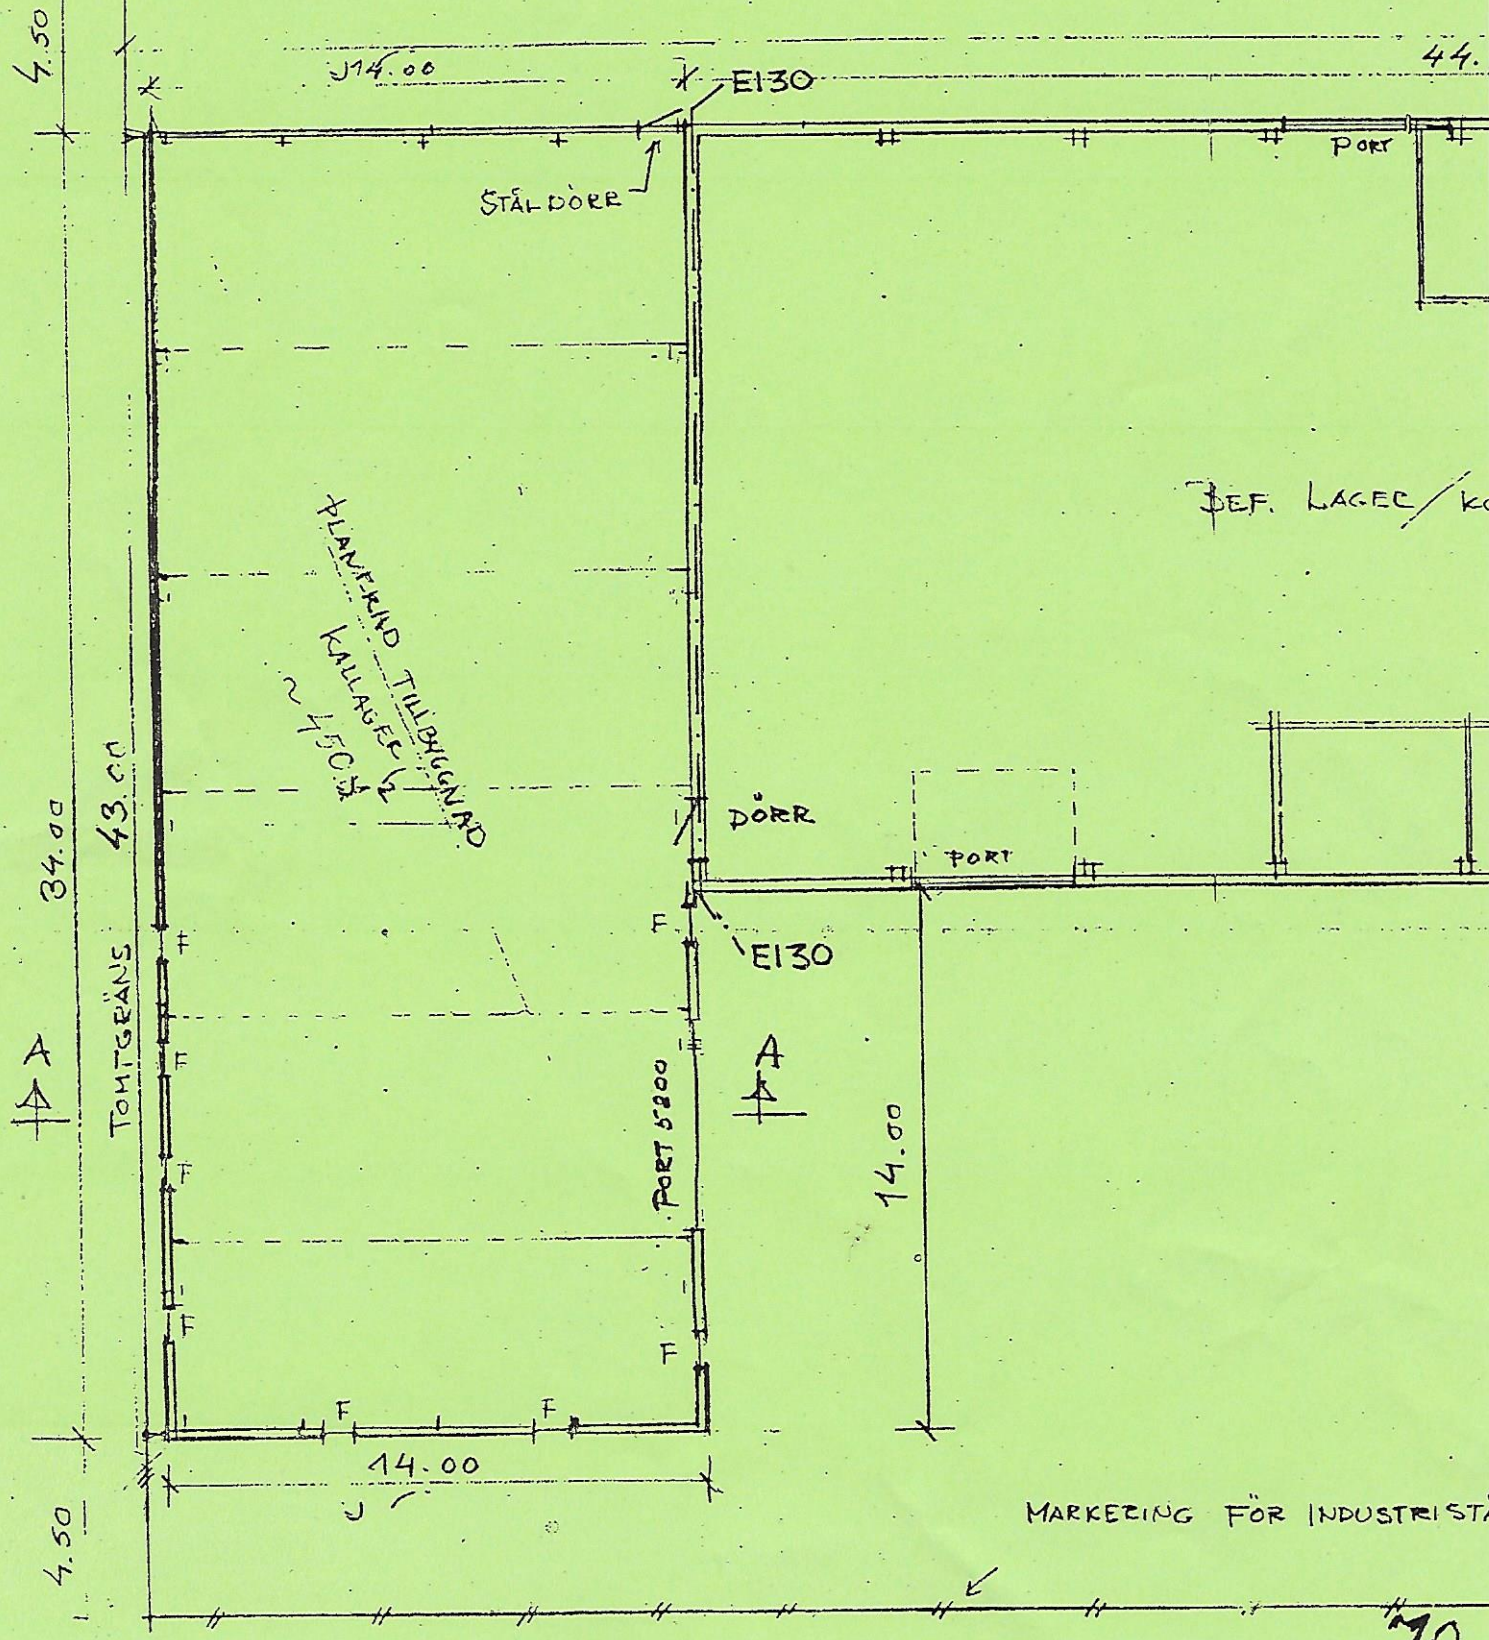 4.50
14.00
44.
E130
STÅLDÖRR
PORT
BEF. LAGER/KO
PLANERAD TILLBYGGNAD
KALLAGER
~450
DÖRR
PORT
34.00
43.00
TOMTGRÄNS
F
F
E130
A
F
A
PORT 5200
14.00
F
F
F
F
F
14.00
4.50
MARKERING FÖR INDUSTRISTÄ